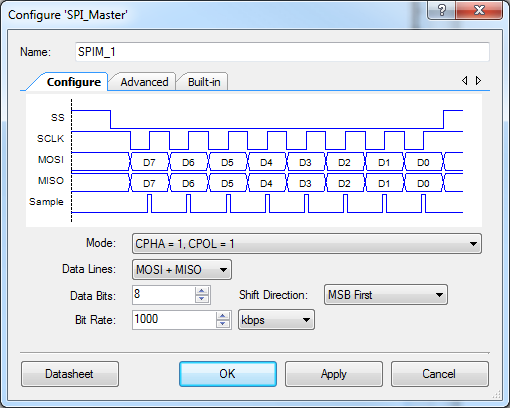 Configure 'SPI_Master'
Name: SPIM_1
Configure Advanced Built-in
SS
SCLK
MOSI D7 D6 D5 D4 D3 D2 D1 D0
MISO D7 D6 D5 D4 D3 D2 D1 D0
Sample
Mode: CPHA = 1, CPOL = 1
Data Lines: MOSI + MISO
Data Bits: 8 Shift Direction: MSB First
Bit Rate: 1000 kbps
Datasheet OK Apply Cancel